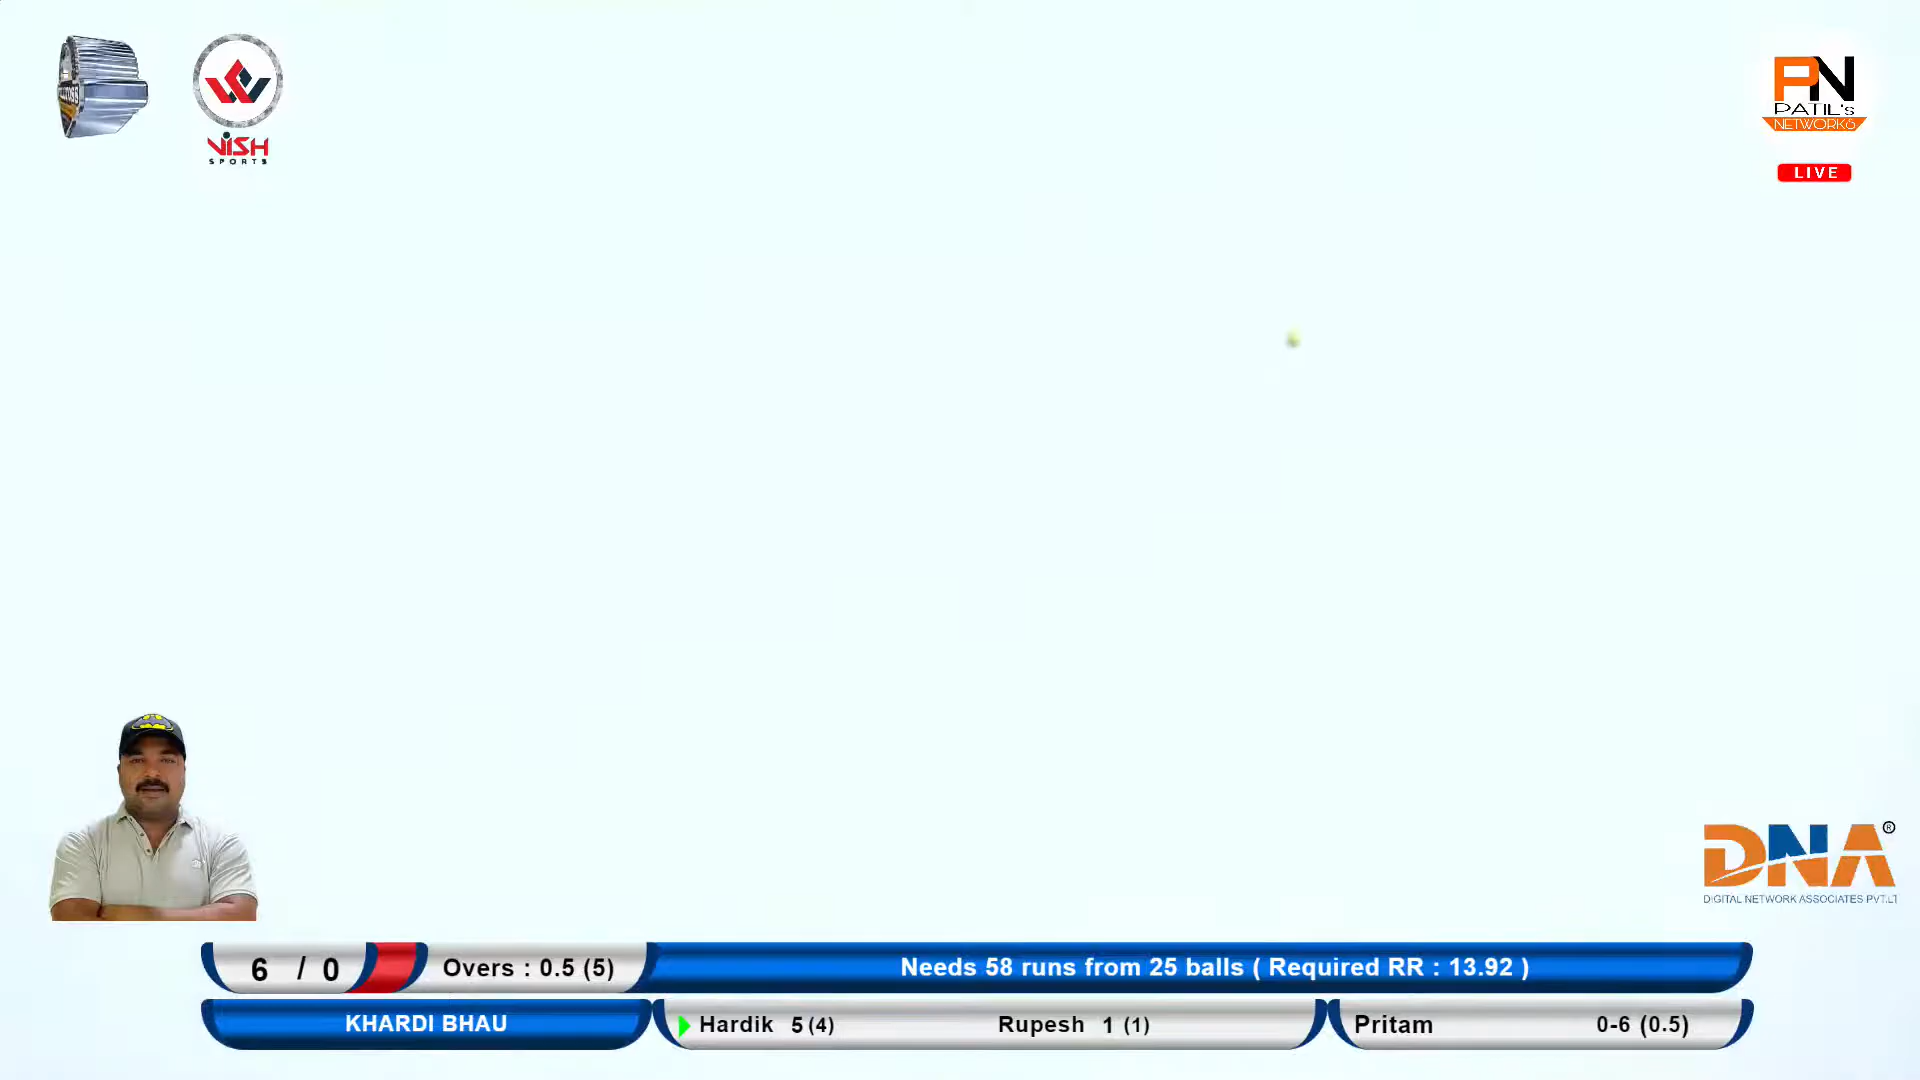 VISH
SPORTS
PN
PATIL's
NETWORKS
LIVE
DNA®
DIGITAL NETWORK ASSOCIATES PVT.LT
6 / 0
Overs : 0.5 (5)
Needs 58 runs from 25 balls ( Required RR : 13.92 )
KHARDI BHAU
Hardik 5 (4)
Rupesh 1 (1)
Pritam 0-6 (0.5)